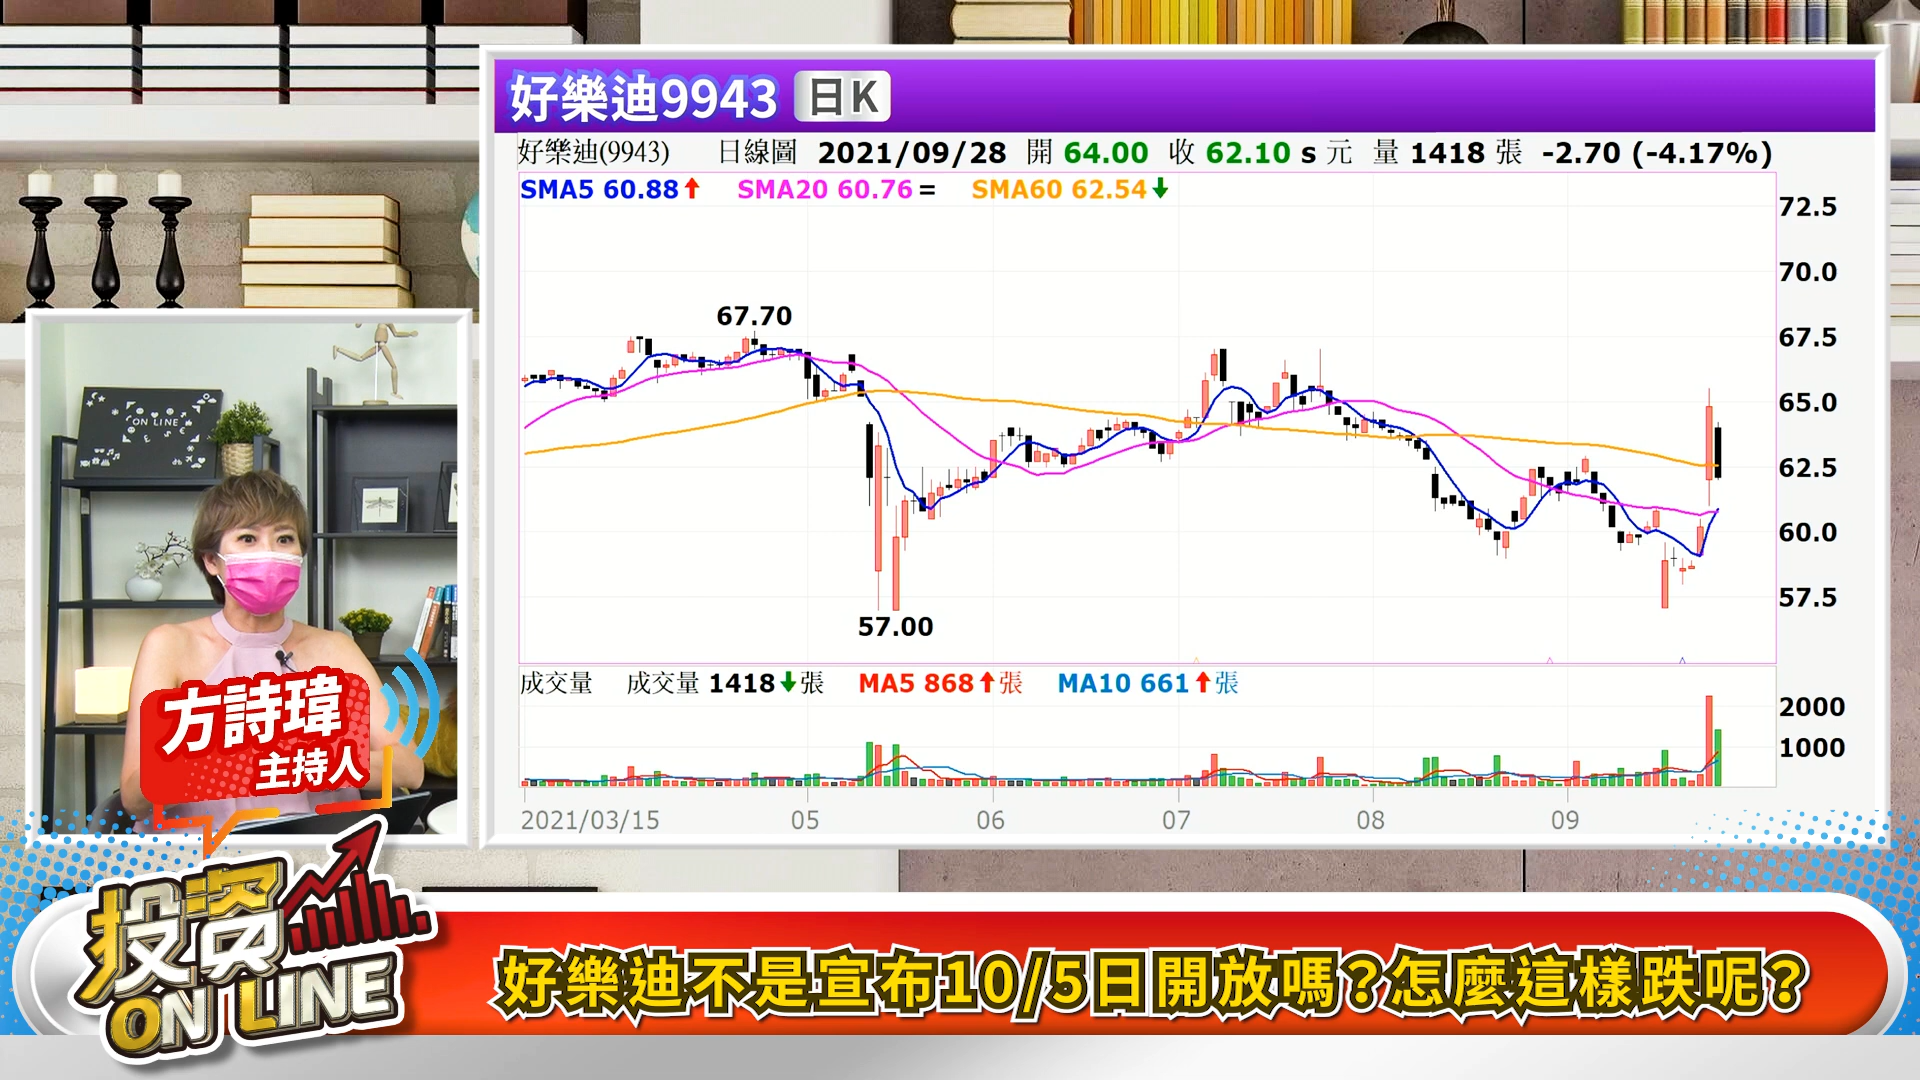 好樂迪9943 日K
好樂迪(9943) 日線圖 2021/09/28 開 64.00 收 62.10 s 元 量 1418 張 -2.70 (-4.17%)
SMA5 60.88 SMA20 60.76 = SMA60 62.54
72.5
70.0
67.5
65.0
62.5
60.0
57.5
67.70
57.00
成交量 成交量 1418 張 MA5 868 張 MA10 661 張
2000
1000
2021/03/15 05 06 07 08 09
ON LINE
方詩瑋
主持人
投資
ON LINE
好樂迪不是宣布10/5日開放嗎?怎麼這樣跌呢?